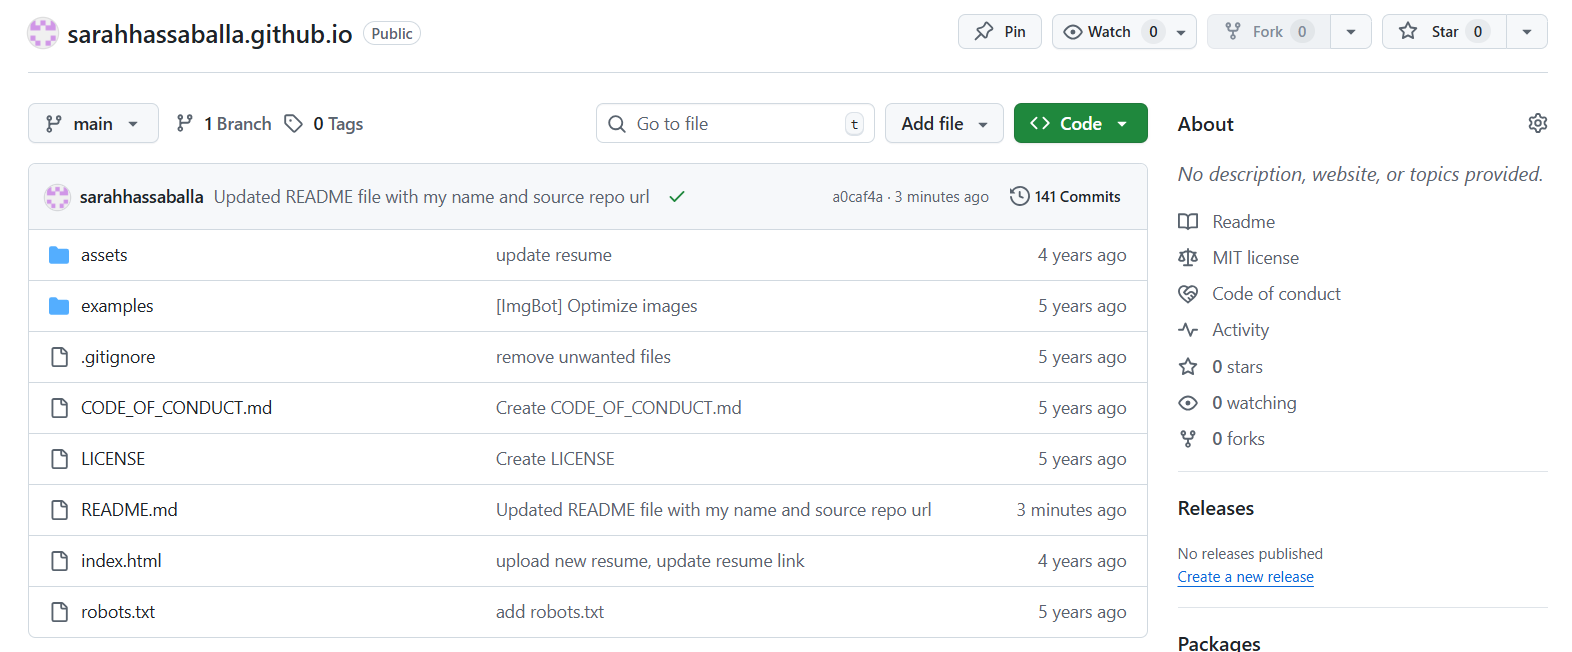 sarahhassaballa.github.io Public Pin Watch 0 Fork 0 Star 0
main 1 Branch 0 Tags Go to file t Add file Code
sarahhassaballa Updated README file with my name and source repo url a0caf4a · 3 minutes ago 141 Commits
assets update resume 4 years ago
examples [ImgBot] Optimize images 5 years ago
.gitignore remove unwanted files 5 years ago
CODE_OF_CONDUCT.md Create CODE_OF_CONDUCT.md 5 years ago
LICENSE Create LICENSE 5 years ago
README.md Updated README file with my name and source repo url 3 minutes ago
index.html upload new resume, update resume link 4 years ago
robots.txt add robots.txt 5 years ago
About
No description, website, or topics provided.
Readme
MIT license
Code of conduct
Activity
0 stars
0 watching
0 forks
Releases
No releases published
Create a new release
Packages